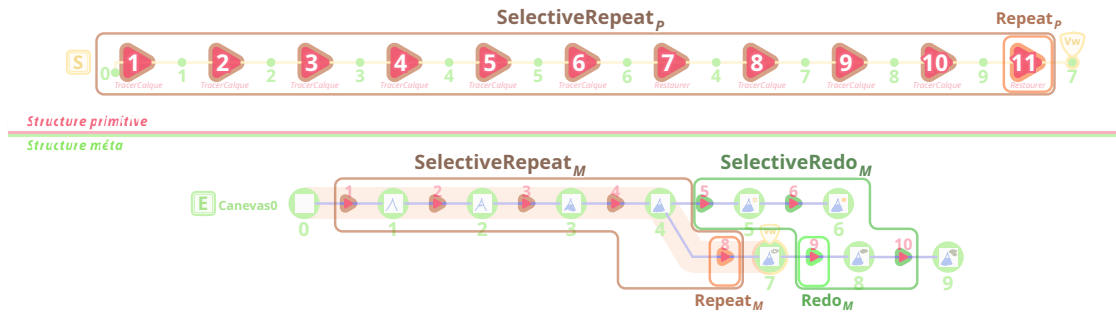 SelectiveRepeat P
Repeat P
S 1 2 3 4 5 6 7 8 9 10 11 Vw
0 1 2 3 4 5 6 4 7 8 9 7
TracerCalque TracerCalque TracerCalque TracerCalque TracerCalque TracerCalque Restaurer TracerCalque TracerCalque TracerCalque Restaurer
Structure primitive
Structure méta
SelectiveRepeat M
SelectiveRedo M
1 2 3 4 5 6
E Canevas0
0 1 2 3 4 5 6
Vw
8 9 10
7 8 9
Repeat M
Redo M